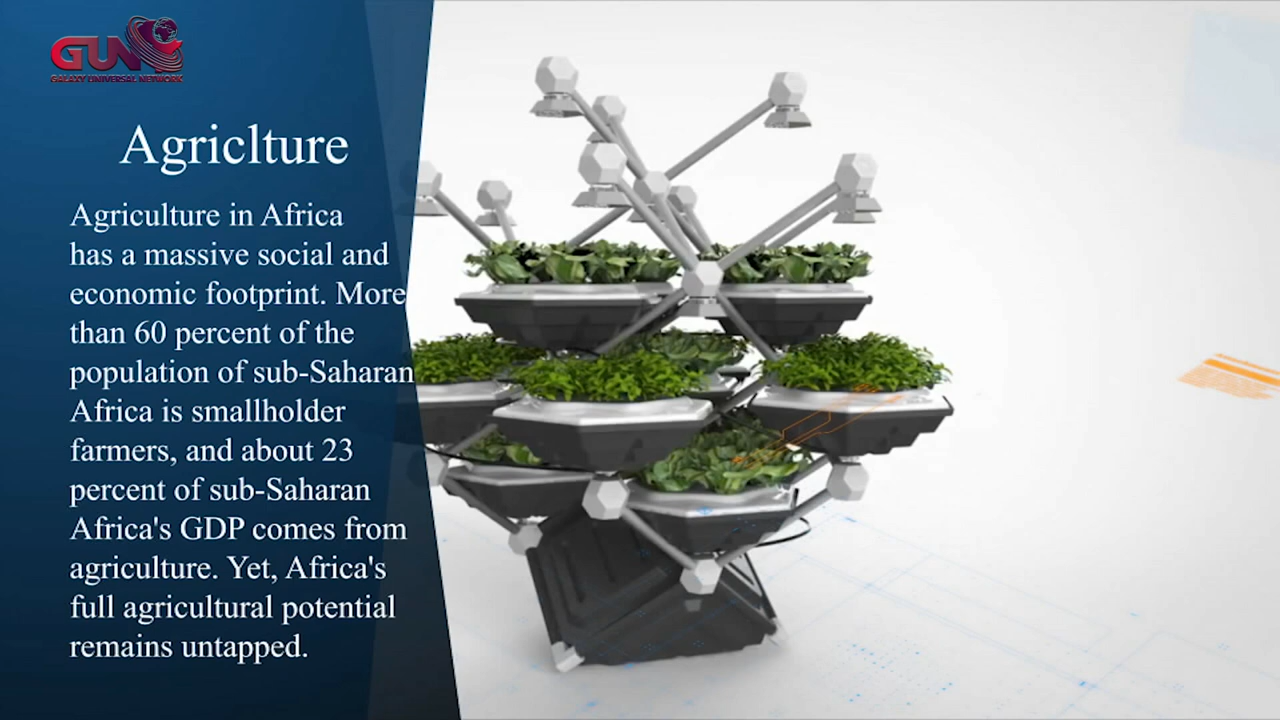 GUN
GALAXY UNIVERSAL NETWORK
Agriclture
Agriculture in Africa
has a massive social and
economic footprint. More
than 60 percent of the
population of sub-Saharan
Africa is smallholder
farmers, and about 23
percent of sub-Saharan
Africa's GDP comes from
agriculture. Yet, Africa's
full agricultural potential
remains untapped.